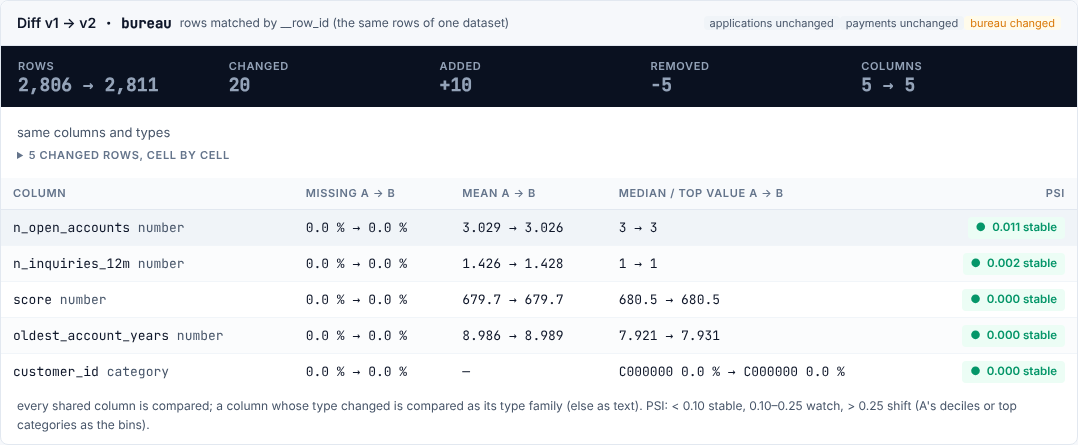 Diff v1 → v2 • bureau rows matched by __row_id (the same rows of one dataset) applications unchanged payments unchanged bureau changed
ROWS CHANGED ADDED REMOVED COLUMNS
2,806 → 2,811 20 +10 -5 5 → 5
same columns and types
▶ 5 CHANGED ROWS, CELL BY CELL
COLUMN MISSING A → B MEAN A → B MEDIAN / TOP VALUE A → B PSI
n_open_accounts number 0.0 % → 0.0 % 3.029 → 3.026 3 → 3 ● 0.011 stable
n_inquiries_12m number 0.0 % → 0.0 % 1.426 → 1.428 1 → 1 ● 0.002 stable
score number 0.0 % → 0.0 % 679.7 → 679.7 680.5 → 680.5 ● 0.000 stable
oldest_account_years number 0.0 % → 0.0 % 8.986 → 8.989 7.921 → 7.931 ● 0.000 stable
customer_id category 0.0 % → 0.0 % — C000000 0.0 % → C000000 0.0 % ● 0.000 stable
every shared column is compared; a column whose type changed is compared as its type family (else as text). PSI: < 0.10 stable, 0.10–0.25 watch, > 0.25 shift (A's deciles or top
categories as the bins).